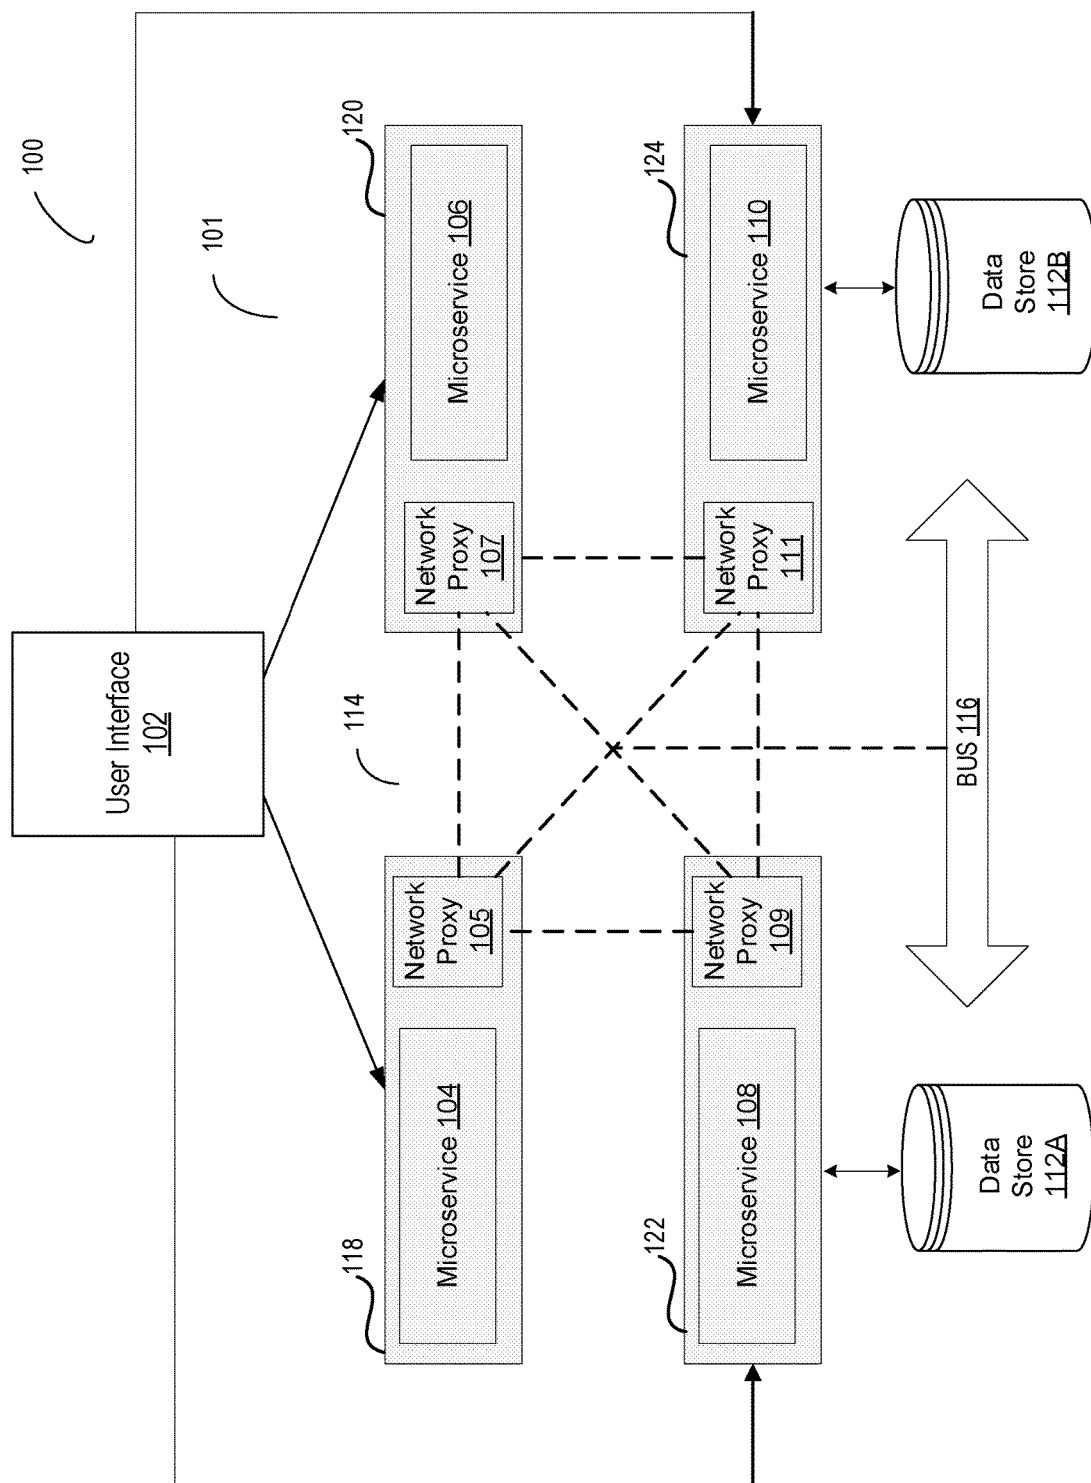 100
101
User Interface
102
118
120
114
Microservice 104
Network
Proxy
105
Network
Proxy
107
Microservice 106
122
124
Microservice 108
Network
Proxy
109
Network
Proxy
111
Microservice 110
BUS 116
Data
Store
112A
Data
Store
112B